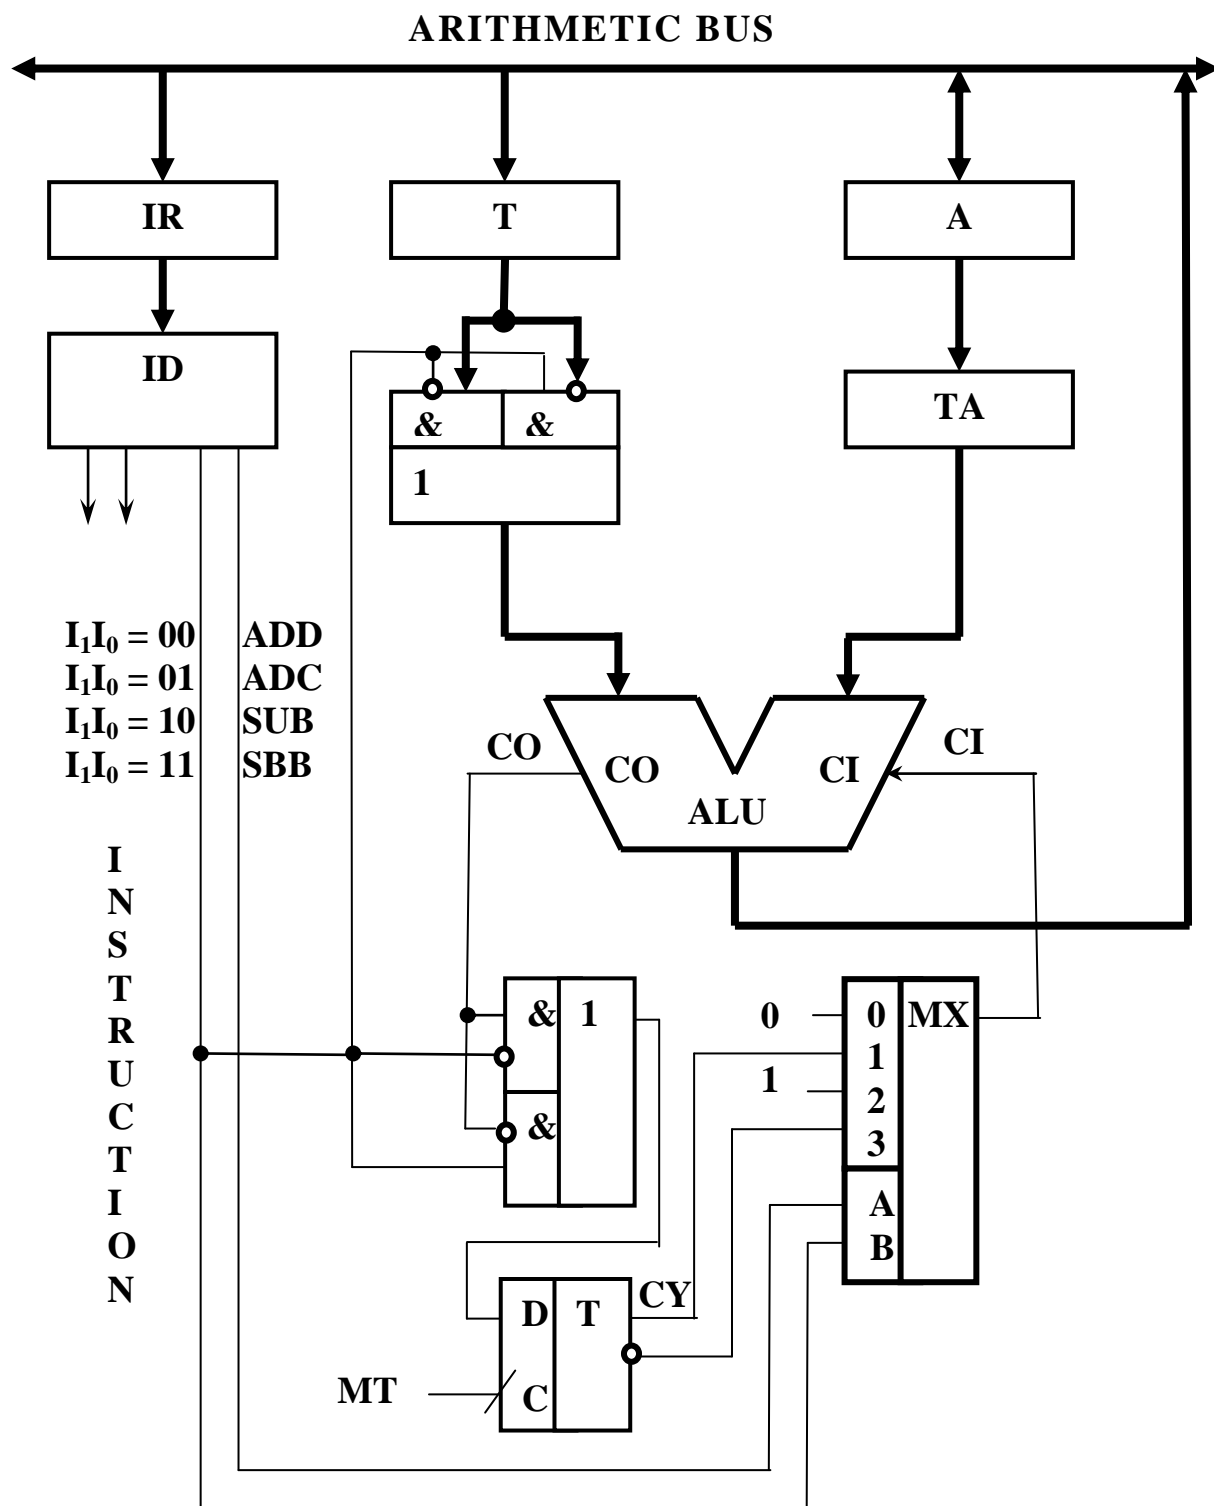 ARITHMETIC BUS
IR
T
A
ID
TA
&
&
1
I₁I₀ = 00 ADD
I₁I₀ = 01 ADC
I₁I₀ = 10 SUB
I₁I₀ = 11 SBB
CO
CO
CI
CI
ALU
INSTRUCTION
&
1
&
0
1
0
MX
1
2
3
A
B
D
T
CY
MT
C